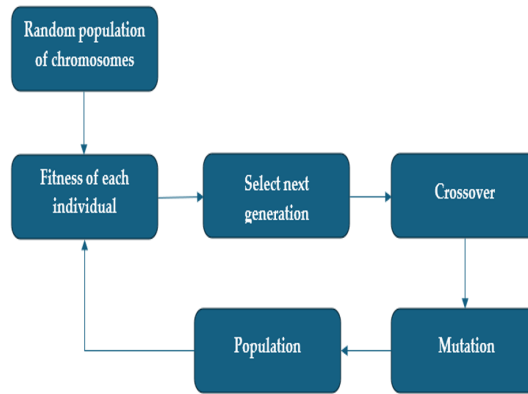 Random population
of chromosomes
Fitness of each
individual
Select next
generation
Crossover
Population
Mutation